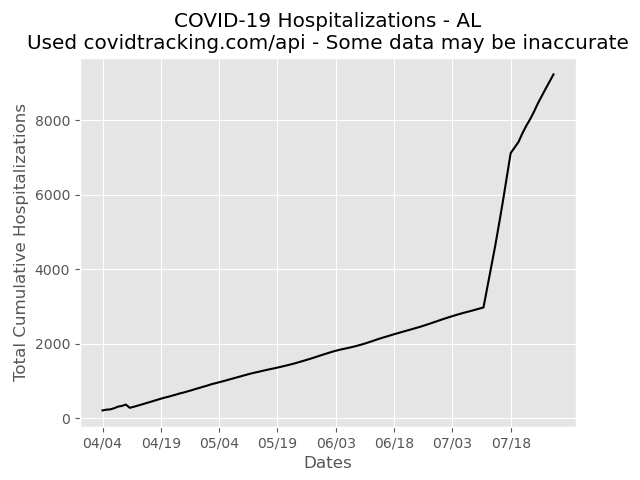 COVID-19 Hospitalizations - AL
Used covidtracking.com/api - Some data may be inaccurate
Total Cumulative Hospitalizations
8000
6000
4000
2000
0
04/04 04/19 05/04 05/19 06/03 06/18 07/03 07/18
Dates